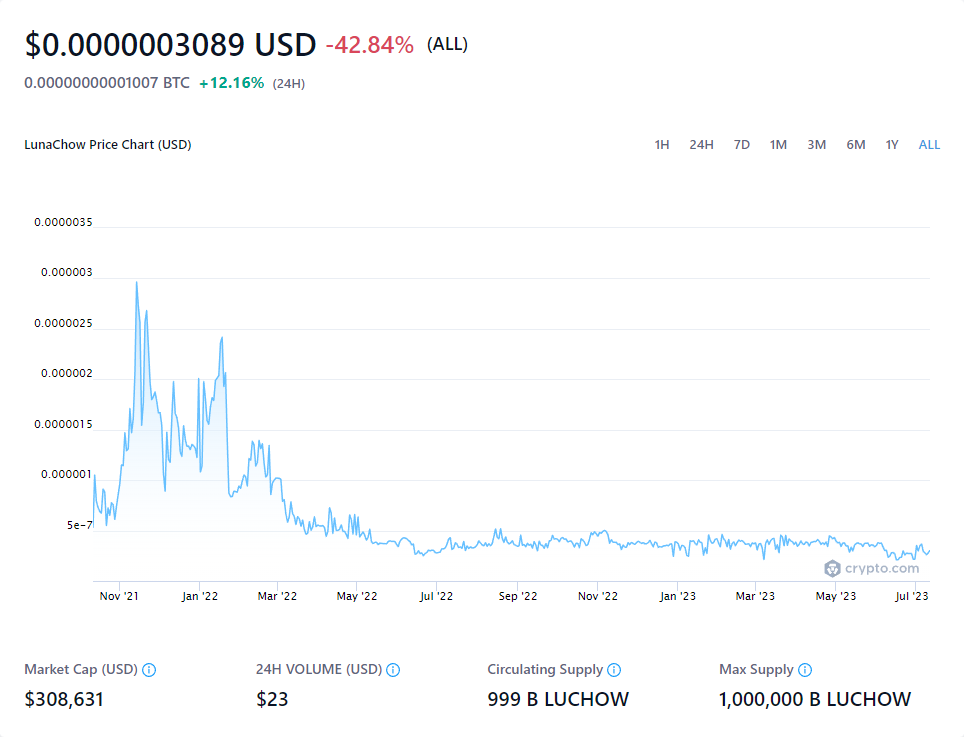 $0.0000003089 USD -42.84% (ALL)
0.00000000001007 BTC +12.16% (24H)
LunaChow Price Chart (USD) 1H 24H 7D 1M 3M 6M 1Y ALL
0.0000035
0.000003
0.0000025
0.000002
0.0000015
0.000001
5e-7
crypto.com
Nov '21 Jan '22 Mar '22 May '22 Jul '22 Sep '22 Nov '22 Jan '23 Mar '23 May '23 Jul '23
Market Cap (USD) 24H VOLUME (USD) Circulating Supply Max Supply
$308,631 $23 999 B LUCHOW 1,000,000 B LUCHOW